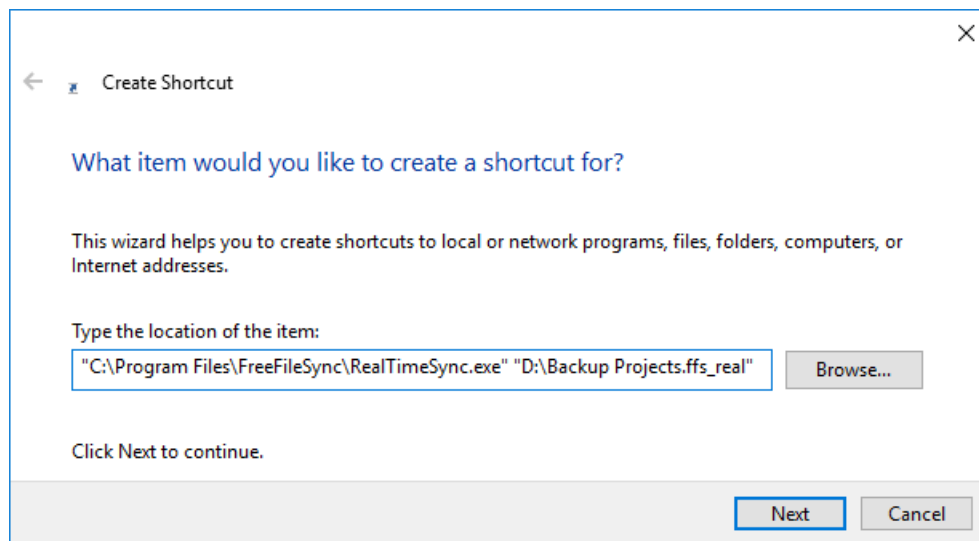 Create Shortcut
What item would you like to create a shortcut for?
This wizard helps you to create shortcuts to local or network programs, files, folders, computers, or
Internet addresses.
Type the location of the item:
"C:\Program Files\FreeFileSync\RealTimeSync.exe" "D:\Backup Projects.ffs_real"
Browse...
Click Next to continue.
Next
Cancel